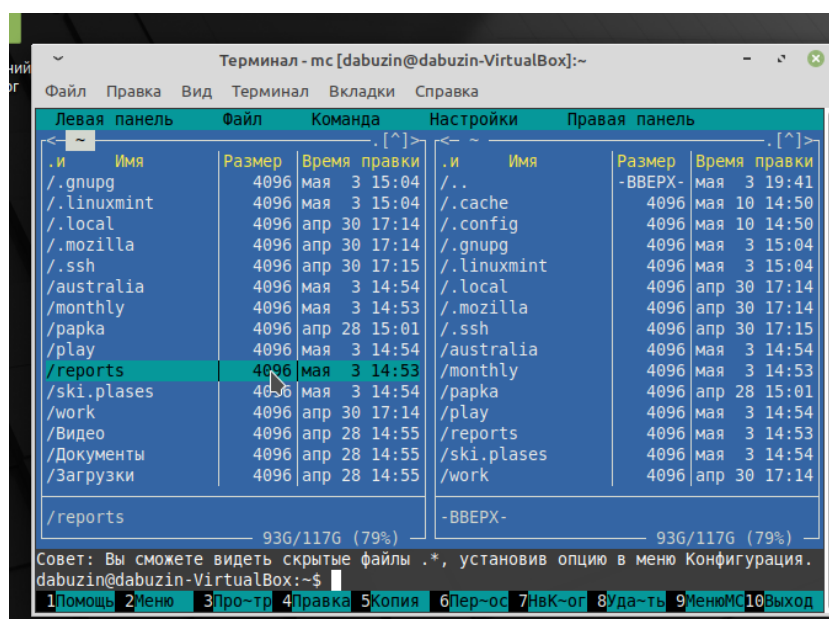 ний
ог
Терминал - mc [dabuzin@dabuzin-VirtualBox]:~
Файл Правка Вид Терминал Вкладки Справка
Левая панель Файл Команда Настройки Правая панель
<— ~ .[^]> <— ~ .[^]>
.и Имя Размер Время правки .и Имя Размер Время правки
/.gnupg 4096 мая 3 15:04 /.. -ВВЕРХ- мая 3 19:41
/.linuxmint 4096 мая 3 15:04 /.cache 4096 мая 10 14:50
/.local 4096 апр 30 17:14 /.config 4096 мая 10 14:50
/.mozilla 4096 апр 30 17:14 /.gnupg 4096 мая 3 15:04
/.ssh 4096 апр 30 17:15 /.linuxmint 4096 мая 3 15:04
/australia 4096 мая 3 14:54 /.local 4096 апр 30 17:14
/monthly 4096 мая 3 14:53 /.mozilla 4096 апр 30 17:14
/papka 4096 апр 28 15:01 /.ssh 4096 апр 30 17:15
/play 4096 мая 3 14:54 /australia 4096 мая 3 14:54
/reports 4096 мая 3 14:53 /monthly 4096 мая 3 14:53
/ski.plases 4096 мая 3 14:54 /papka 4096 апр 28 15:01
/work 4096 апр 30 17:14 /play 4096 мая 3 14:54
/Видео 4096 апр 28 14:55 /reports 4096 мая 3 14:53
/Документы 4096 апр 28 14:55 /ski.plases 4096 мая 3 14:54
/Загрузки 4096 апр 28 14:55 /work 4096 апр 30 17:14
/reports -ВВЕРХ-
93G/117G (79%) 93G/117G (79%)
Совет: Вы сможете видеть скрытые файлы .*, установив опцию в меню Конфигурация.
dabuzin@dabuzin-VirtualBox:~$
1Помощь 2Меню 3Про~тр 4Правка 5Копия 6Пер~ос 7НвК~ог 8Уда~ть 9МенюМС 10Выход